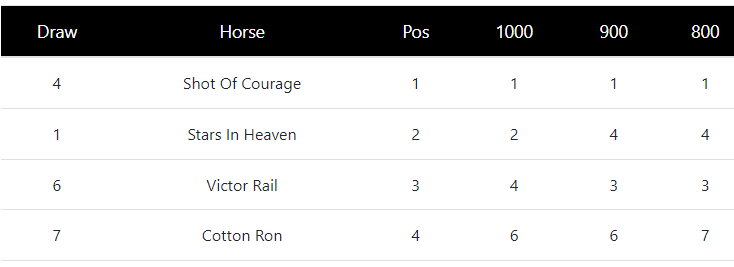 Draw Horse Pos 1000 900 800
4 Shot Of Courage 1 1 1 1
1 Stars In Heaven 2 2 4 4
6 Victor Rail 3 4 3 3
7 Cotton Ron 4 6 6 7